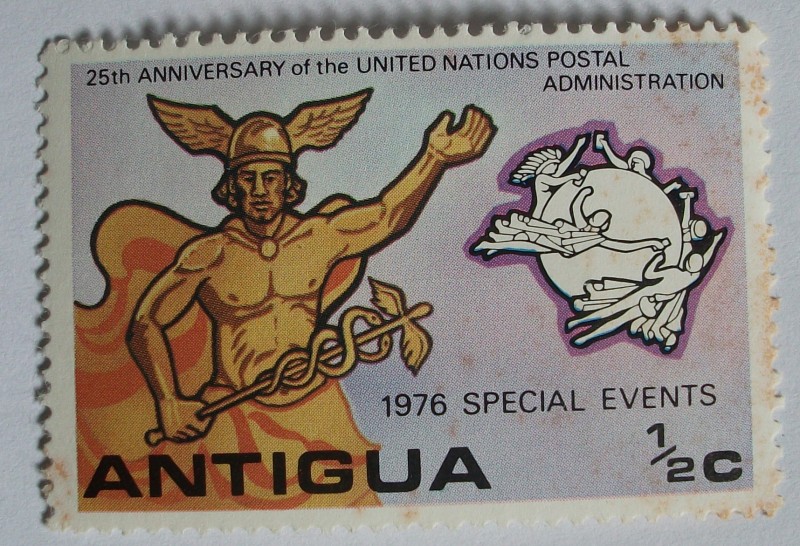 25th ANNIVERSARY of the UNITED NATIONS POSTAL
ADMINISTRATION
1976 SPECIAL EVENTS
ANTIGUA
½C